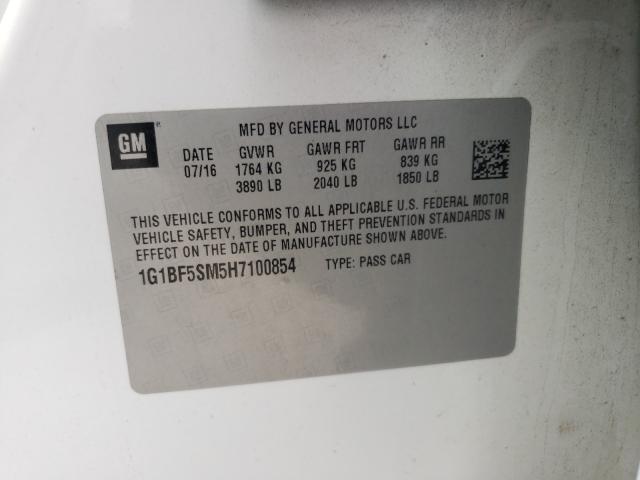 GM
MFD BY GENERAL MOTORS LLC
DATE GVWR GAWR FRT GAWR RR
07/16 1764 KG 925 KG 839 KG
3890 LB 2040 LB 1850 LB
THIS VEHICLE CONFORMS TO ALL APPLICABLE U.S. FEDERAL MOTOR
VEHICLE SAFETY, BUMPER, AND THEFT PREVENTION STANDARDS IN
EFFECT ON THE DATE OF MANUFACTURE SHOWN ABOVE.
1G1BF5SM5H7100854 TYPE: PASS CAR